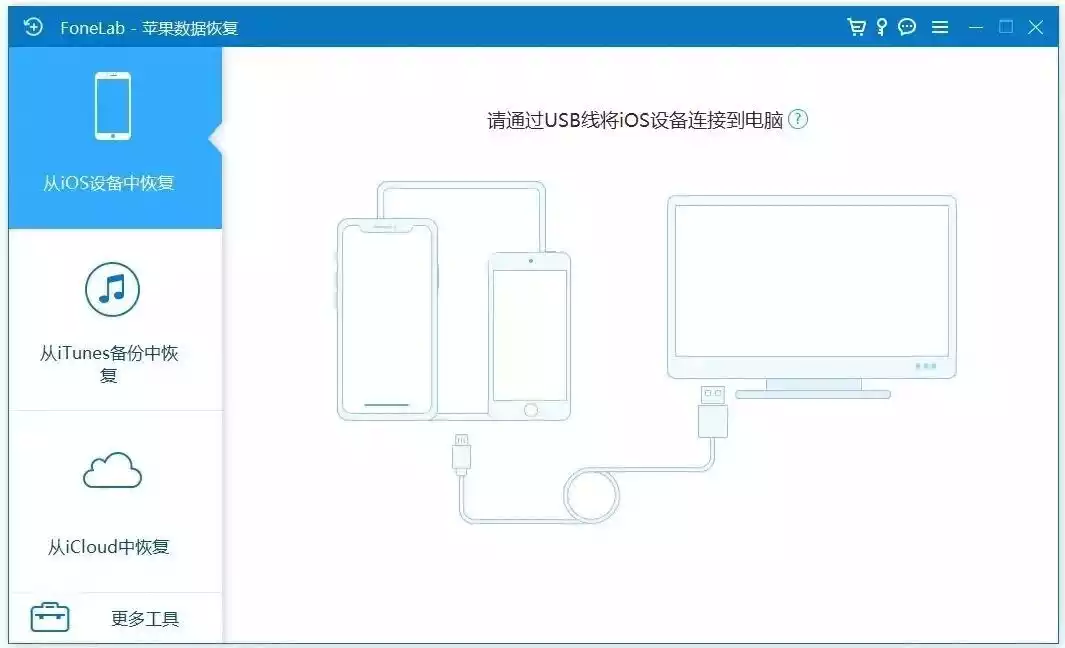 FoneLab - 苹果数据恢复
从iOS设备中恢复
请通过USB线将iOS设备连接到电脑 ?
从iTunes备份中恢
复
从iCloud中恢复
更多工具